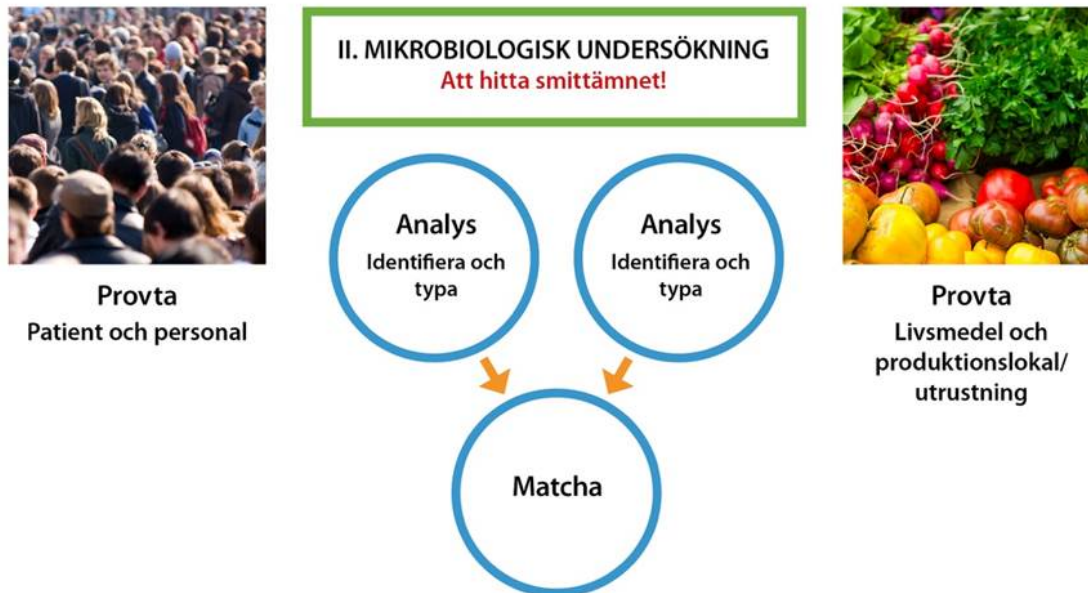 II. MIKROBIOLOGISK UNDERSÖKNING
Att hitta smittämnet!
Provta
Patient och personal
Analys
Identifiera och
typa
Analys
Identifiera och
typa
Provta
Livsmedel och
produktionslokal/
utrustning
Matcha